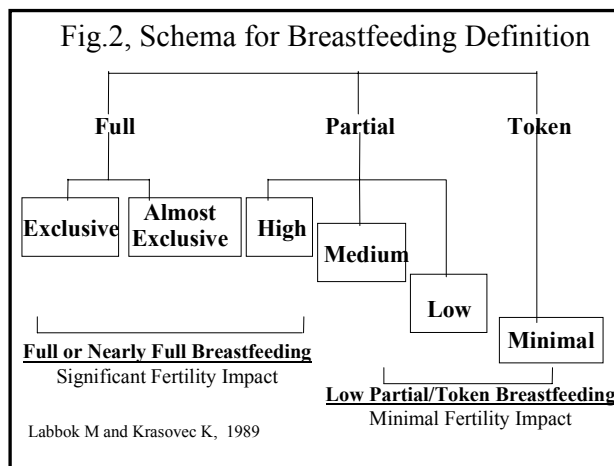 Fig.2, Schema for Breastfeeding Definition
Full Partial Token
Exclusive Almost Exclusive High
Medium
Low
Minimal
Full or Nearly Full Breastfeeding
Significant Fertility Impact
Low Partial/Token Breastfeeding
Minimal Fertility Impact
Labbok M and Krasovec K, 1989